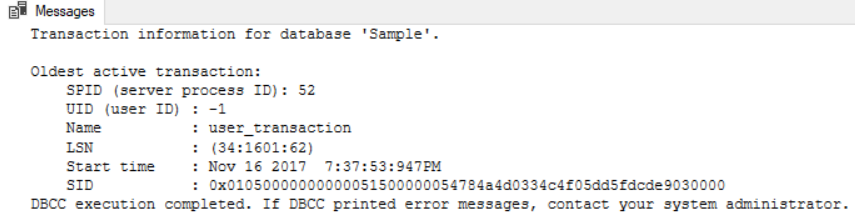 Messages
Transaction information for database 'Sample'.
Oldest active transaction:
SPID (server process ID): 52
UID (user ID) : -1
Name : user_transaction
LSN : (34:1601:62)
Start time : Nov 16 2017 7:37:53:947PM
SID : 0x01050000000000051500000054784a4d0334c4f05dd5fdcde9030000
DBCC execution completed. If DBCC printed error messages, contact your system administrator.